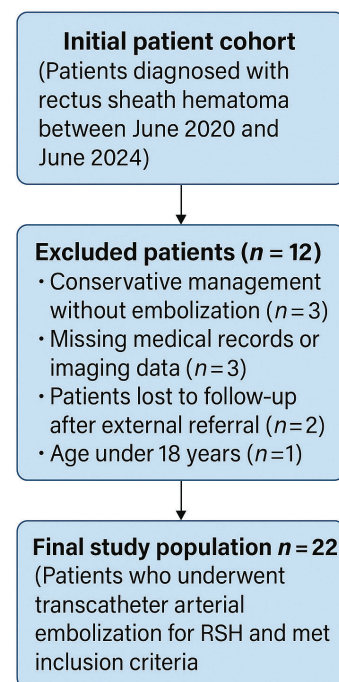 Initial patient cohort
(Patients diagnosed with
rectus sheath hematoma
between June 2020 and
June 2024)
Excluded patients (n = 12)
• Conservative management
without embolization (n = 3)
• Missing medical records or
imaging data (n = 3)
• Patients lost to follow-up
after external referral (n = 2)
• Age under 18 years (n = 1)
Final study population n = 22
(Patients who underwent
transcatheter arterial
embolization for RSH and met
inclusion criteria